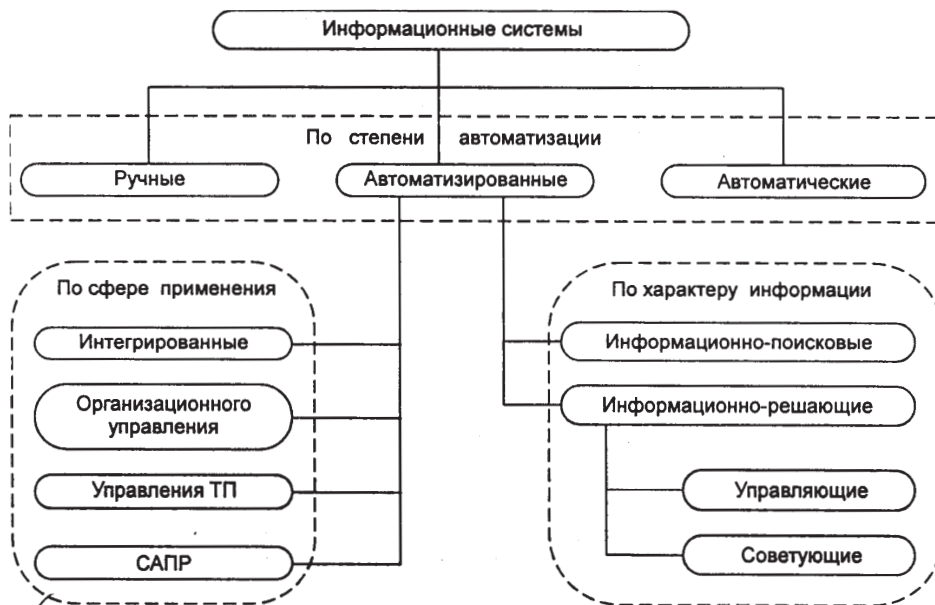 Информационные системы
По степени автоматизации
Ручные
Автоматизированные
Автоматические
По сфере применения
Интегрированные
Организационного
управления
Управления ТП
САПР
По характеру информации
Информационно-поисковые
Информационно-решающие
Управляющие
Советующие